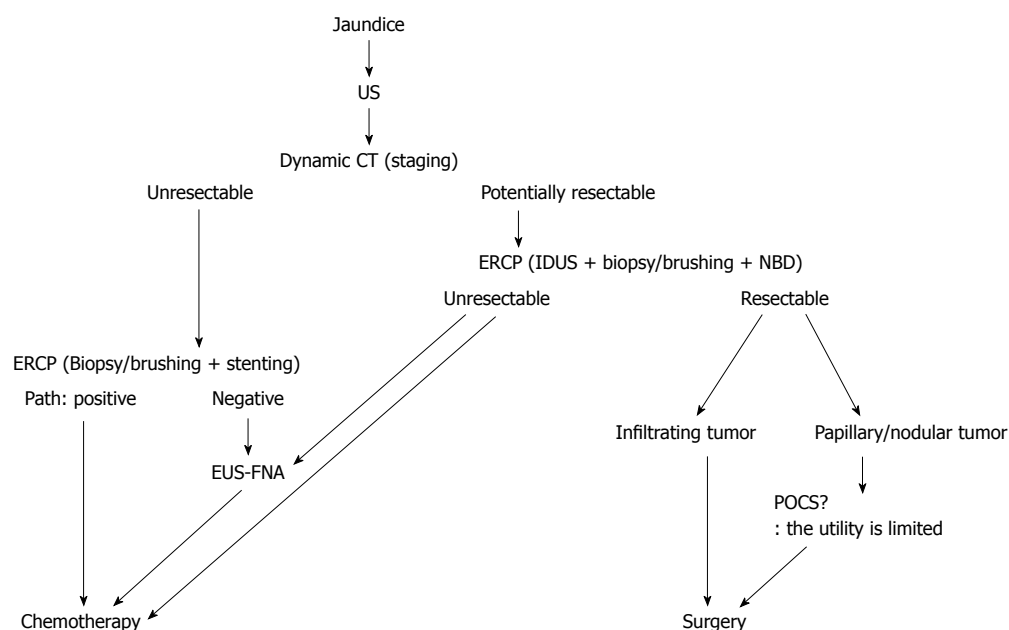 Jaundice
US
Dynamic CT (staging)
Unresectable
Potentially resectable
ERCP (IDUS + biopsy/brushing + NBD)
Unresectable
Resectable
ERCP (Biopsy/brushing + stenting)
Path: positive
Negative
Infiltrating tumor
Papillary/nodular tumor
EUS-FNA
POCS?
: the utility is limited
Chemotherapy
Surgery